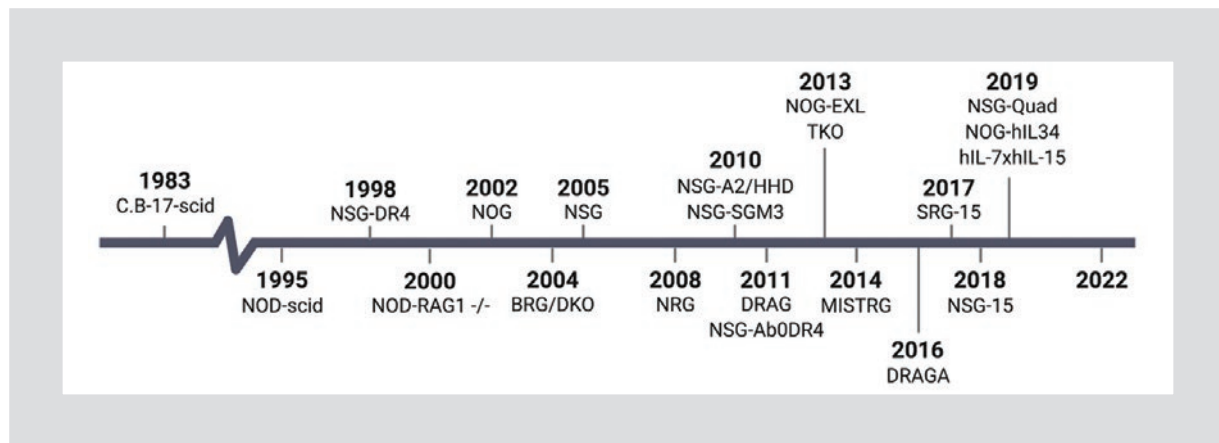 2013
NOG-EXL
TKO
2019
NSG-Quad
NOG-hIL34
hIL-7xhIL-15
1983
C.B-17-scid
1998
NSG-DR4
2002
NOG
2005
NSG
2010
NSG-A2/HHD
NSG-SGM3
2017
SRG-15
1995
NOD-scid
2000
NOD-RAG1 -/-
2004
BRG/DKO
2008
NRG
2011
DRAG
NSG-Ab0DR4
2014
MISTRG
2016
DRAGA
2018
NSG-15
2022